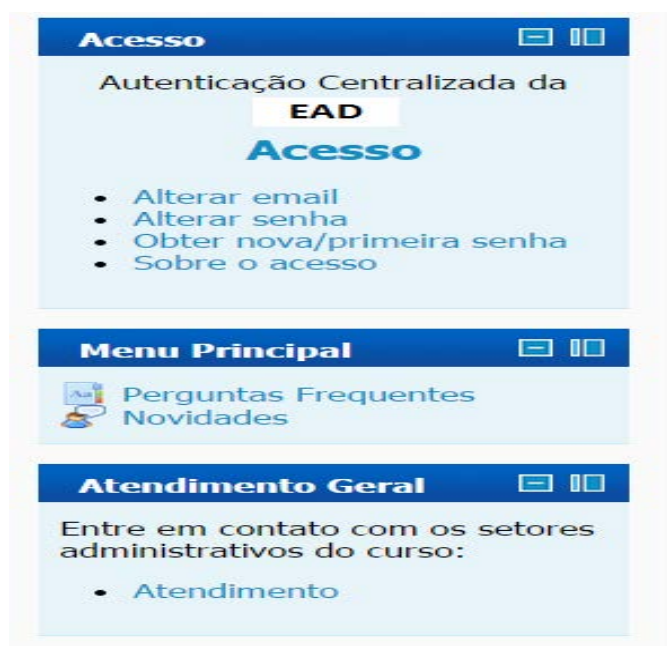 Acesso
Autenticação Centralizada da
EAD
Acesso
Alterar email
Alterar senha
Obter nova/primeira senha
Sobre o acesso
Menu Principal
Perguntas Frequentes
Novidades
Atendimento Geral
Entre em contato com os setores
administrativos do curso:
Atendimento